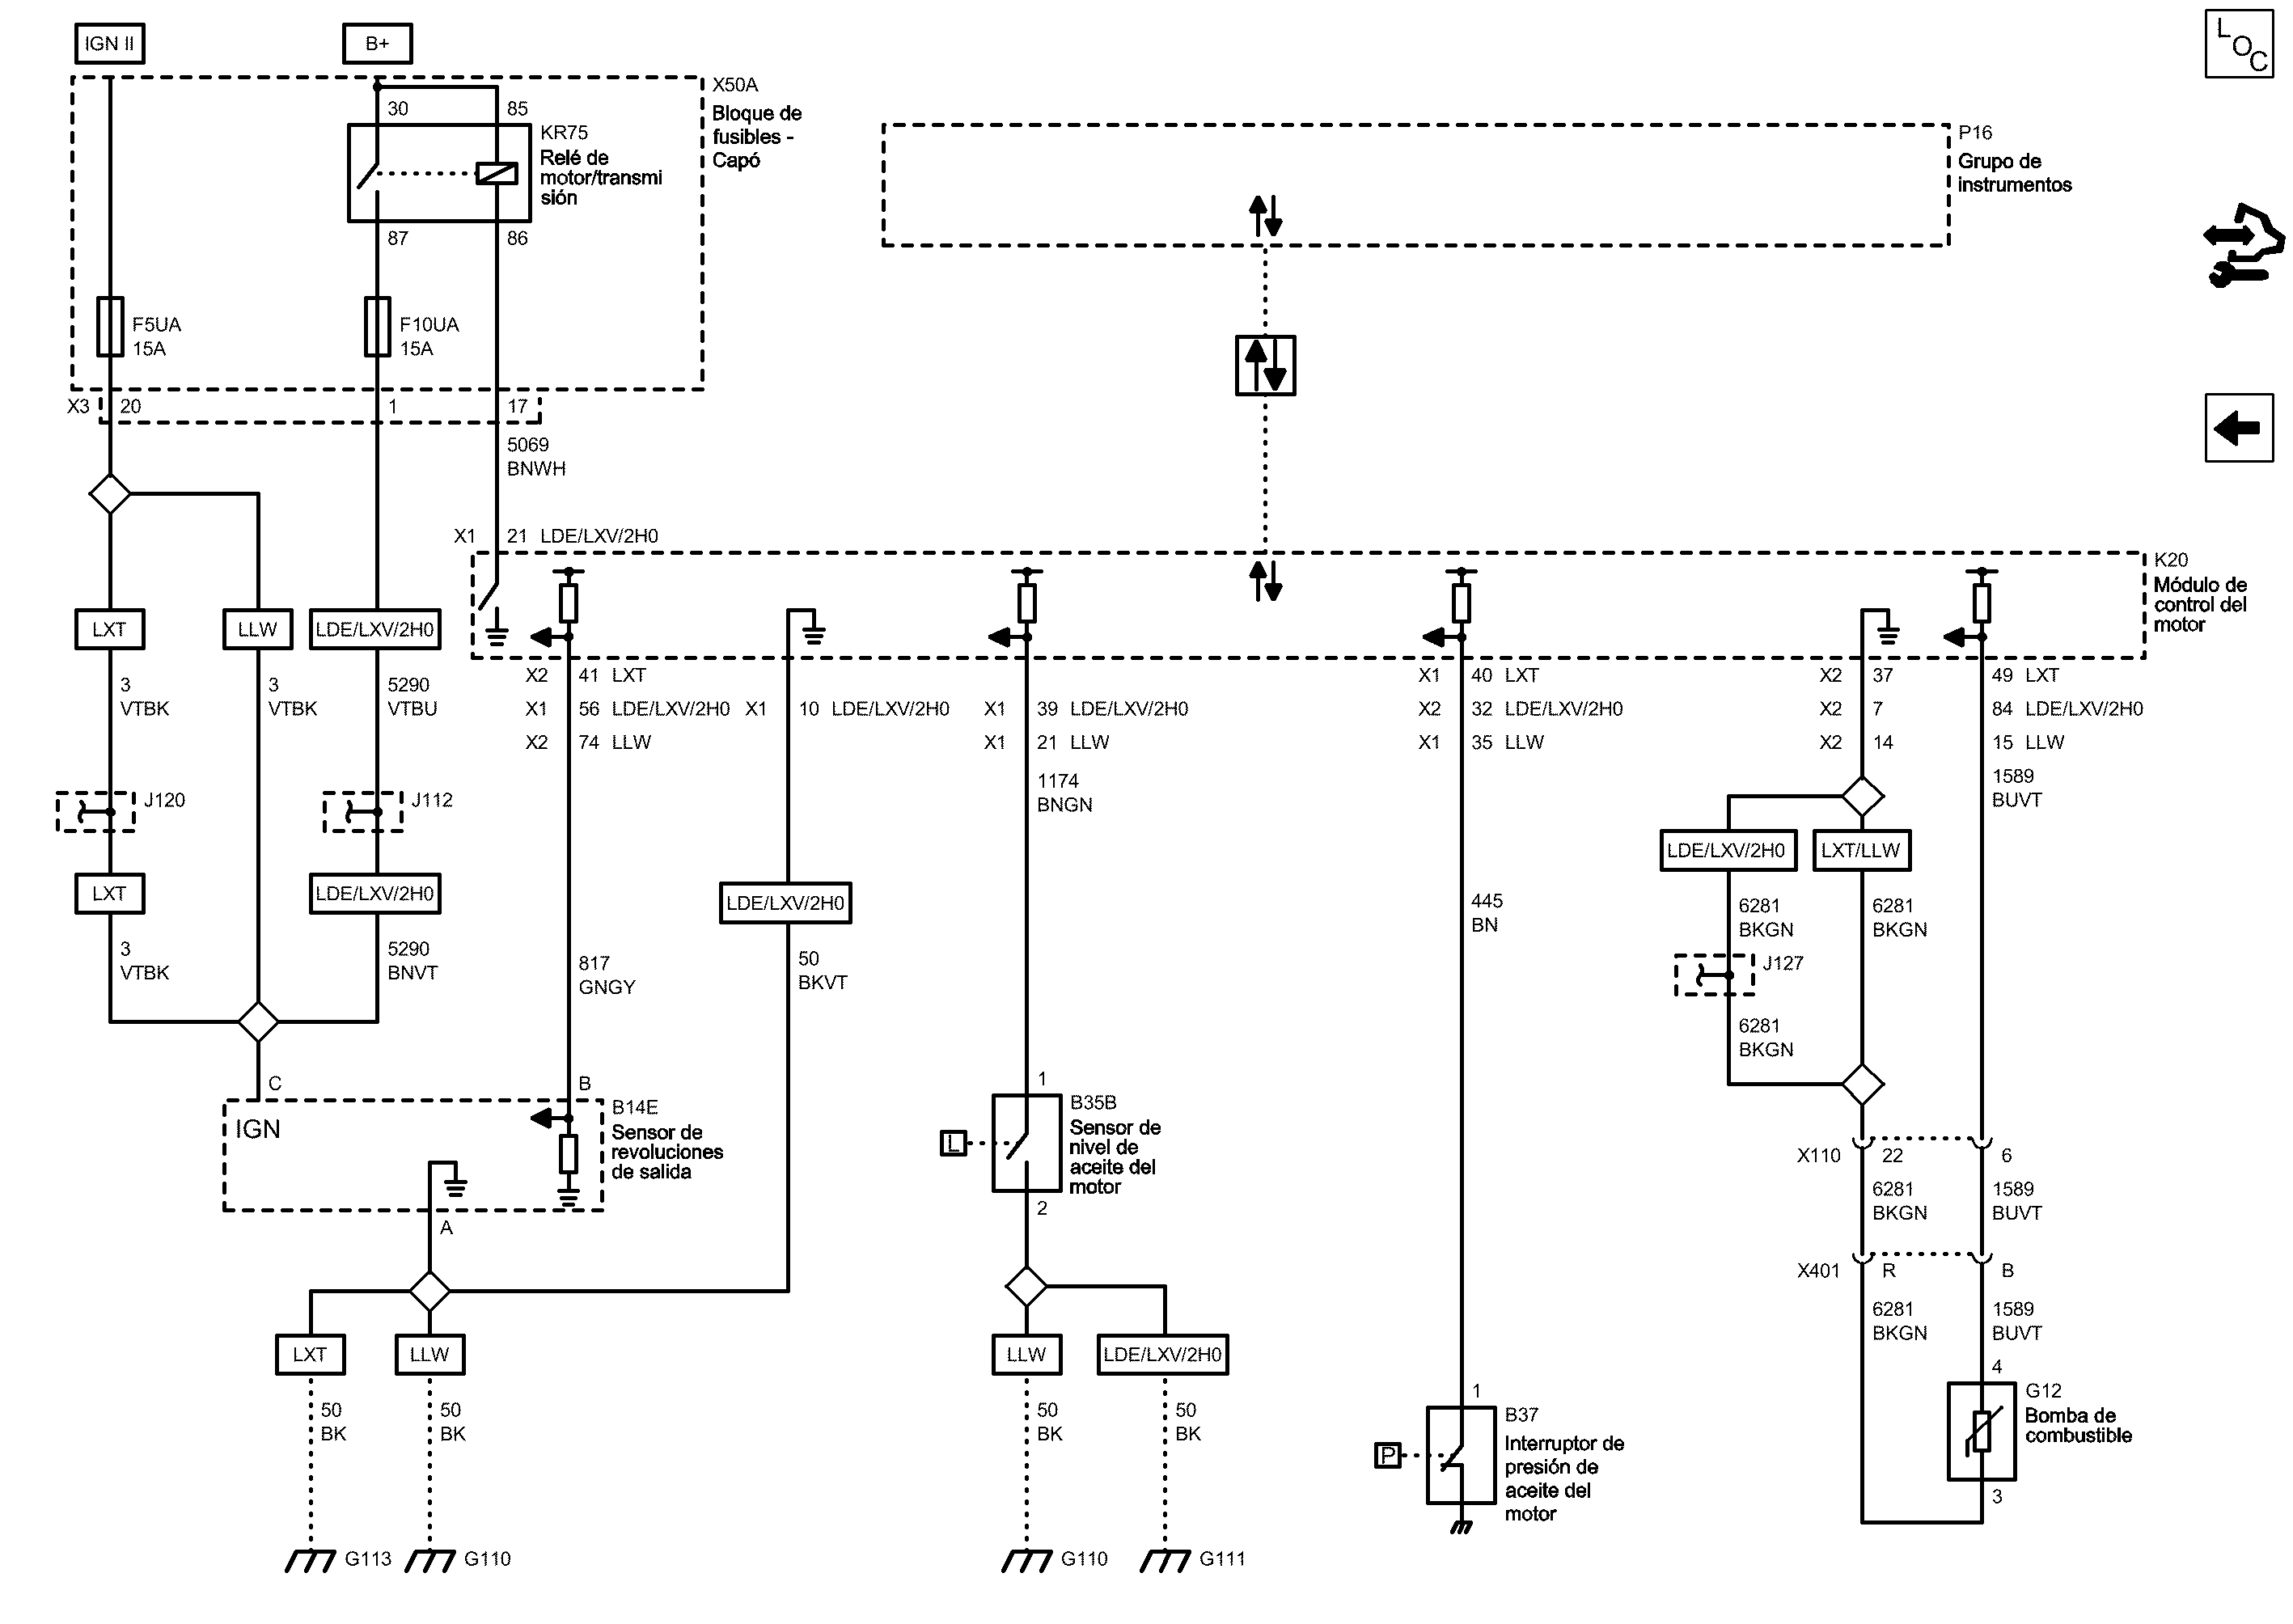 IGN II
B+
L
O
C
X50A
Bloque de
fusibles -
Capó
30
85
KR75
Relé de
motor/transmi
sión
87
86
F5UA
15A
F10UA
15A
X3
20
1
17
5069
BNWH
P16
Grupo de
instrumentos
X1
21
LDE/LXV/2H0
K20
Módulo de
control del
motor
LXT
LLW
LDE/LXV/2H0
3
VTBK
3
VTBK
5290
VTBU
X2 41 LXT
X1 56 LDE/LXV/2H0
X2 74 LLW
X1 10 LDE/LXV/2H0
X1 39 LDE/LXV/2H0
X1 21 LLW
X1 40 LXT
X2 32 LDE/LXV/2H0
X1 35 LLW
X2 37
X2 7
X2 14
49 LXT
84 LDE/LXV/2H0
15 LLW
1589
BUVT
1174
BNGN
J120
J112
LXT
LDE/LXV/2H0
LDE/LXV/2H0
LDE/LXV/2H0
LXT/LLW
3
VTBK
5290
BNVT
817
GNGY
50
BKVT
445
BN
6281
BKGN
6281
BKGN
J127
6281
BKGN
C
B
IGN
B14E
Sensor de
revoluciones
de salida
A
1
L
B35B
Sensor de
nivel de
aceite del
motor
2
X110
22
6
6281
BKGN
1589
BUVT
X401
R
B
6281
BKGN
1589
BUVT
LXT
LLW
LLW
LDE/LXV/2H0
50
BK
50
BK
50
BK
50
BK
1
P
B37
Interruptor de
presión de
aceite del
motor
4
G12
Bomba de
combustible
3
G113
G110
G110
G111